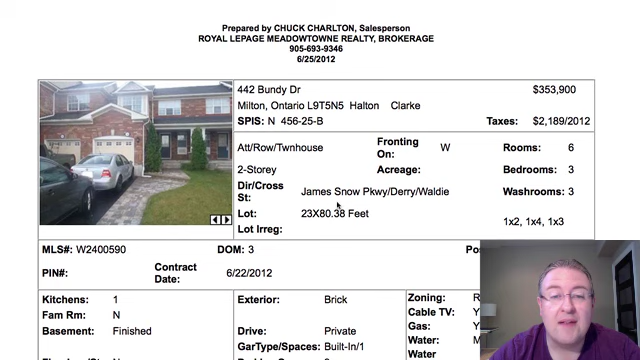 Prepared by CHUCK CHARLTON, Salesperson
ROYAL LEPAGE MEADOWTOWNE REALTY, BROKERAGE
905-693-9346
6/25/2012
442 Bundy Dr $353,900
Milton, Ontario L9T5N5 Halton Clarke
SPIS: N 456-25-B Taxes: $2,189/2012
Att/Row/Twnhouse Fronting On: W Rooms: 6
2-Storey Acreage: Bedrooms: 3
Dir/Cross St: James Snow Pkwy/Derry/Waldie Washrooms: 3
Lot: 23X80.38 Feet
Lot Irreg: 1x2, 1x4, 1x3
MLS#: W2400590 DOM: 3
PIN#: Contract Date: 6/22/2012
Kitchens: 1 Exterior: Brick Zoning:
Fam Rm: N Cable TV:
Basement: Finished Drive: Private Gas:
GarType/Spaces: Built-In/1 Water:
Water